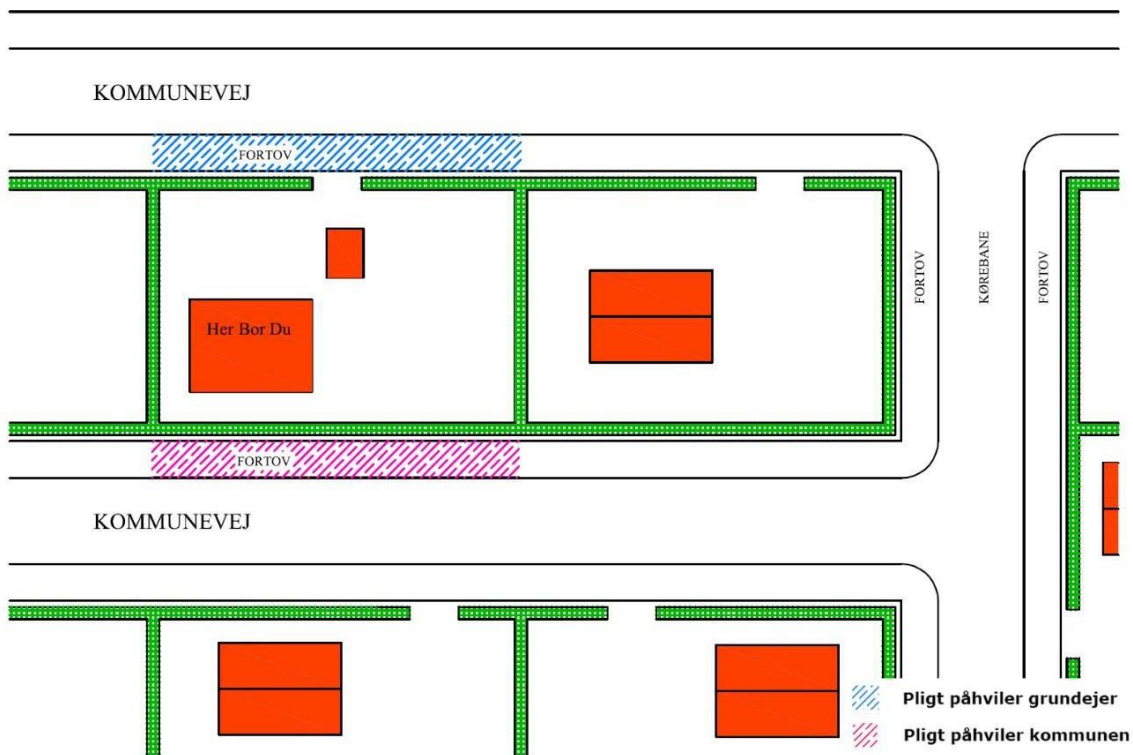 KOMMUNEVEJ
FORTOV
Her Bor Du
FORTOV
KØREBANE
FORTOV
FORTOV
KOMMUNEVEJ
Pligt påhviler grundejer
Pligt påhviler kommunen